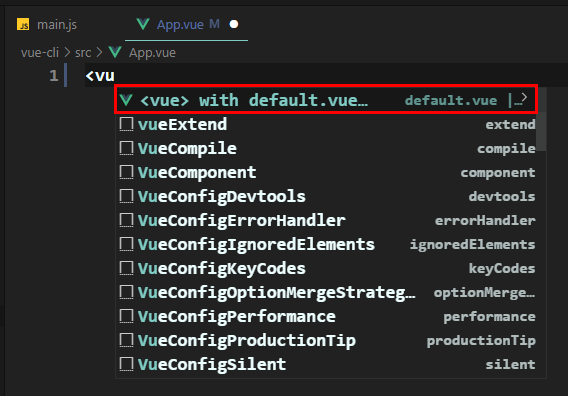 JS main.js App.vue M
vue-cli > src > App.vue
1 <vu
<vue> with default.vue… default.vue |…>
vueExtend extend
VueCompile compile
VueComponent component
VueConfigDevtools devtools
VueConfigErrorHandler errorHandler
VueConfigIgnoredElements ignoredElements
VueConfigKeyCodes keyCodes
VueConfigOptionMergeStrateg… optionMerge…
VueConfigPerformance performance
VueConfigProductionTip productionTip
VueConfigSilent silent